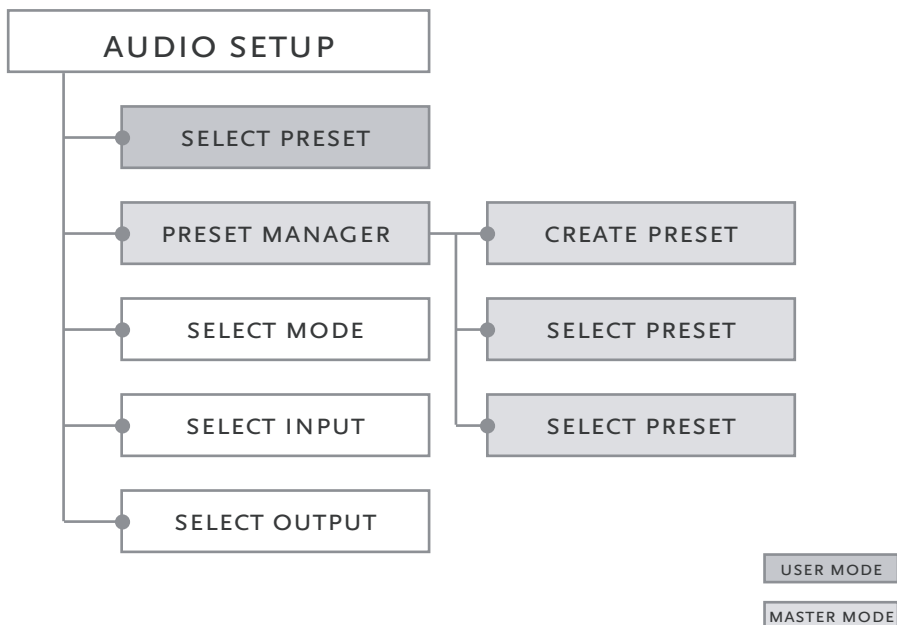 AUDIO SETUP
SELECT PRESET
PRESET MANAGER
CREATE PRESET
SELECT MODE
SELECT PRESET
SELECT INPUT
SELECT PRESET
SELECT OUTPUT
USER MODE
MASTER MODE